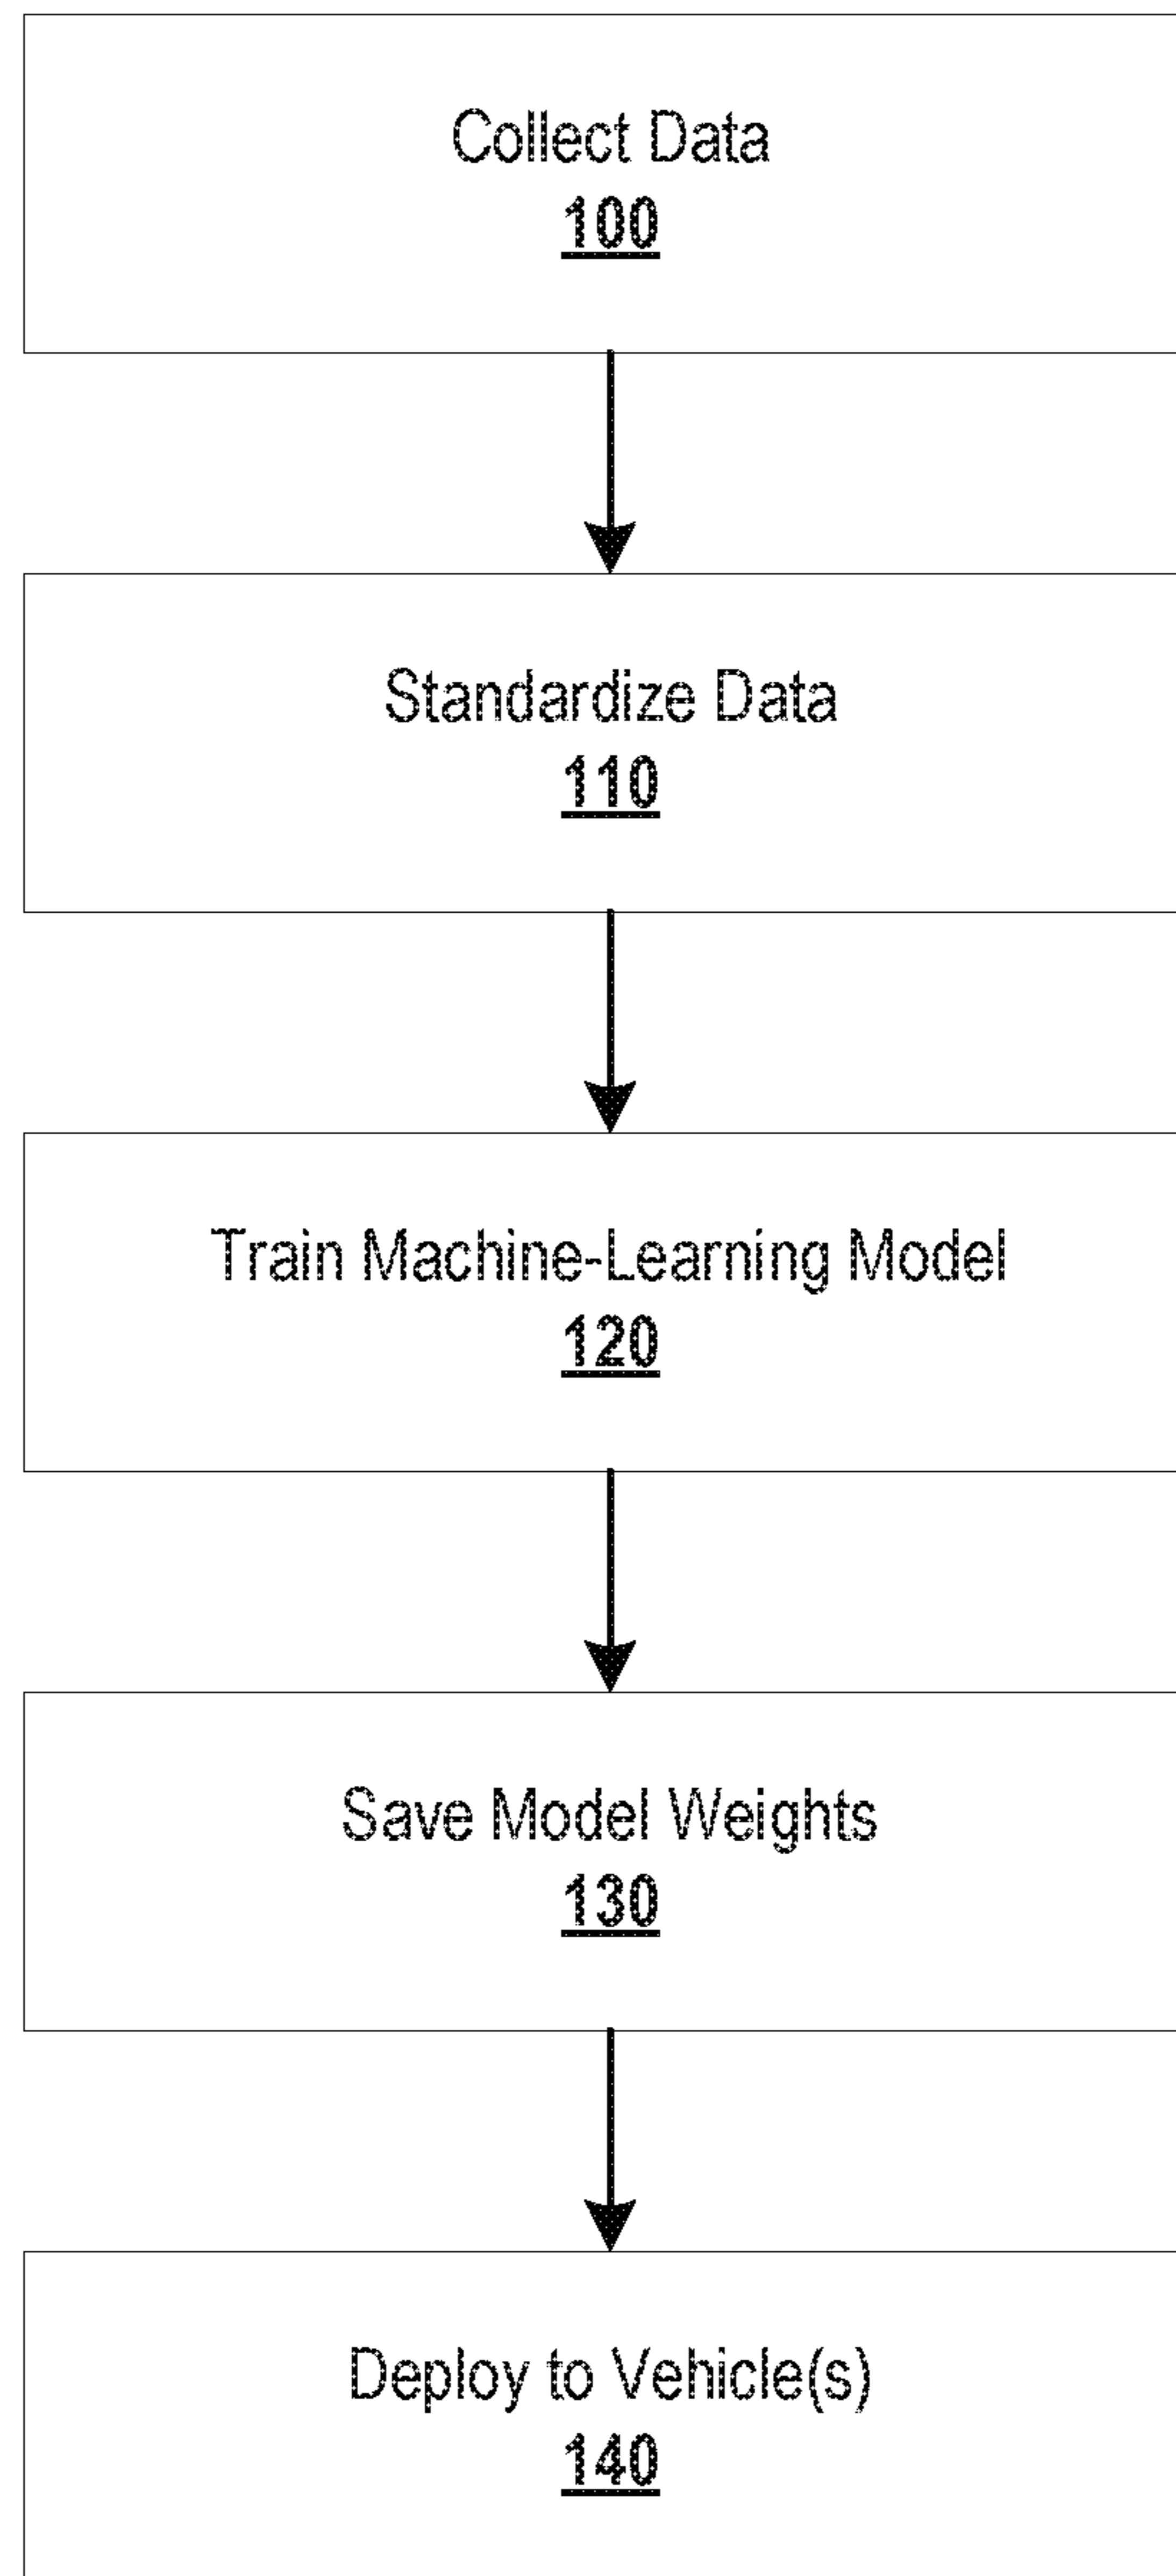 Collect Data
100
Standardize Data
110
Train Machine-Learning Model
120
Save Model Weights
130
Deploy to Vehicle(s)
140